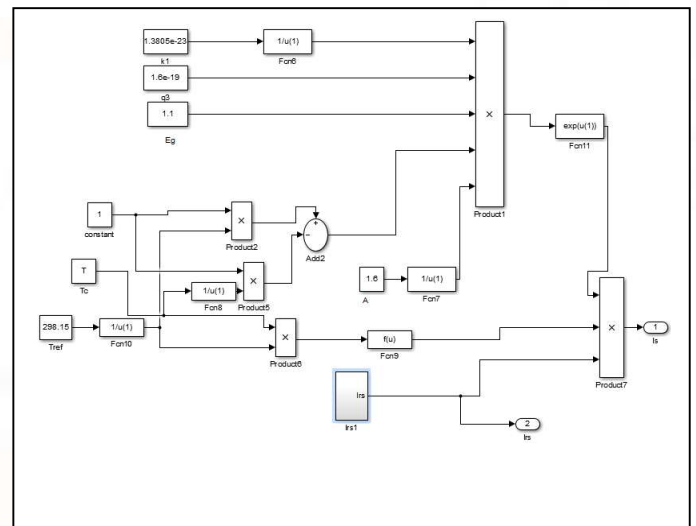 1.3805e-23
k1
1/u(1)
Fcn6
1.6e-19
q3
1.1
Eg
×
Product1
exp(u(1))
Fcn11
1
constant
×
Product2
+
−
Add2
T
Tc
1/u(1)
Fcn8
×
Product5
1.6
A
1/u(1)
Fcn7
298.15
Tref
1/u(1)
Fcn10
×
Product6
f(u)
Fcn9
×
Product7
1
Is
Irs
Irs1
2
Irs